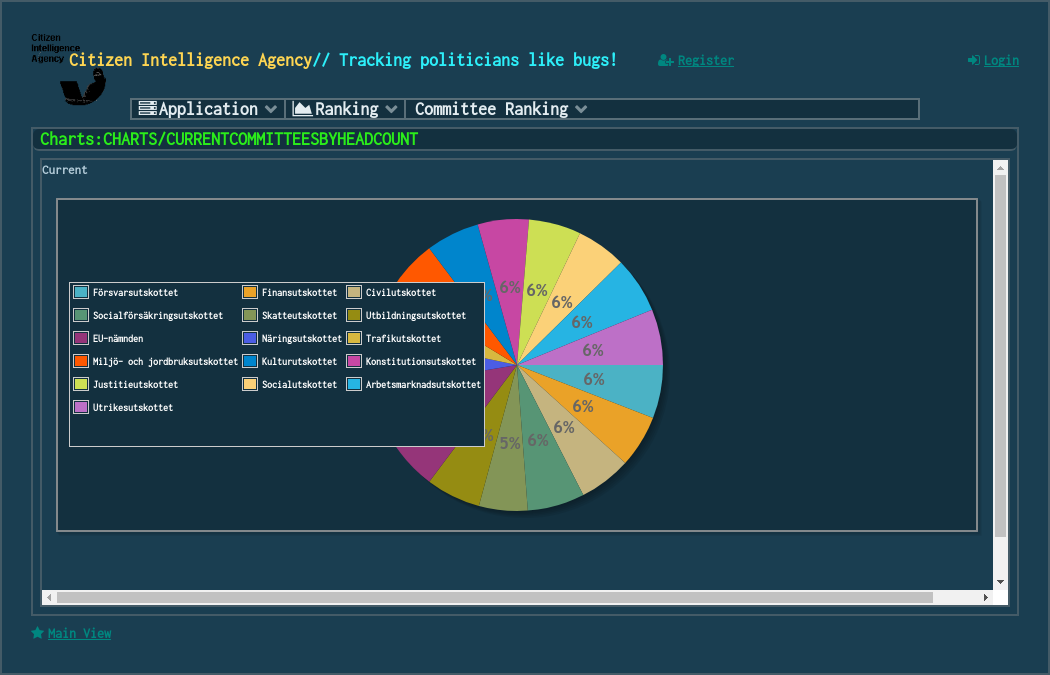 Citizen
Intelligence
Agency
Citizen Intelligence Agency// Tracking politicians like bugs!
Register
Login
Application
Ranking
Committee Ranking
Charts:CHARTS/CURRENTCOMMITTEESBYHEADCOUNT
Current
Försvarsutskottet Finansutskottet Civilutskottet
Socialförsäkringsutskottet Skatteutskottet Utbildningsutskottet
EU-nämnden Näringsutskottet Trafikutskottet
Miljö- och jordbruksutskottet Kulturutskottet Konstitutionsutskottet
Justitieutskottet Socialutskottet Arbetsmarknadsutskottet
Utrikesutskottet
6%
6%
6%
6%
6%
6%
6%
6%
6%
5%
%
Main View